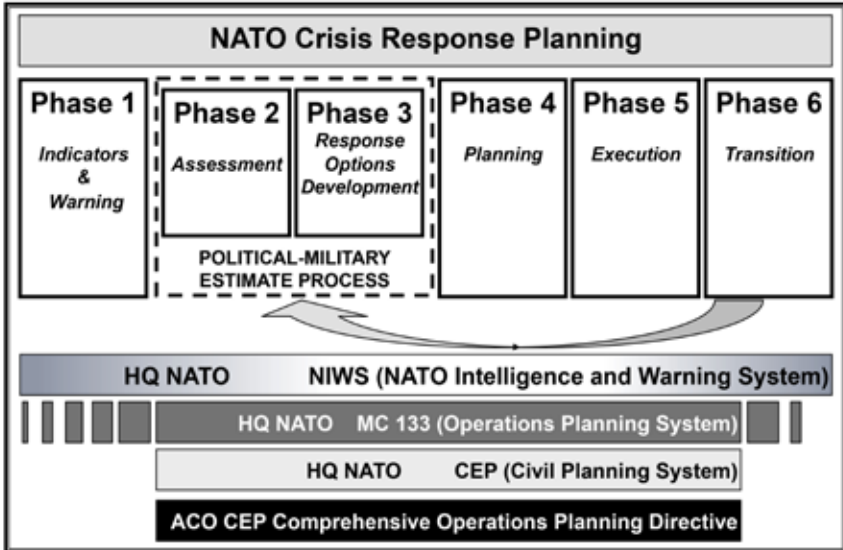 NATO Crisis Response Planning
Phase 1
Indicators
&
Warning
Phase 2
Assessment
Phase 3
Response
Options
Development
POLITICAL-MILITARY
ESTIMATE PROCESS
Phase 4
Planning
Phase 5
Execution
Phase 6
Transition
HQ NATO NIWS (NATO Intelligence and Warning System)
HQ NATO MC 133 (Operations Planning System)
HQ NATO CEP (Civil Planning System)
ACO CEP Comprehensive Operations Planning Directive